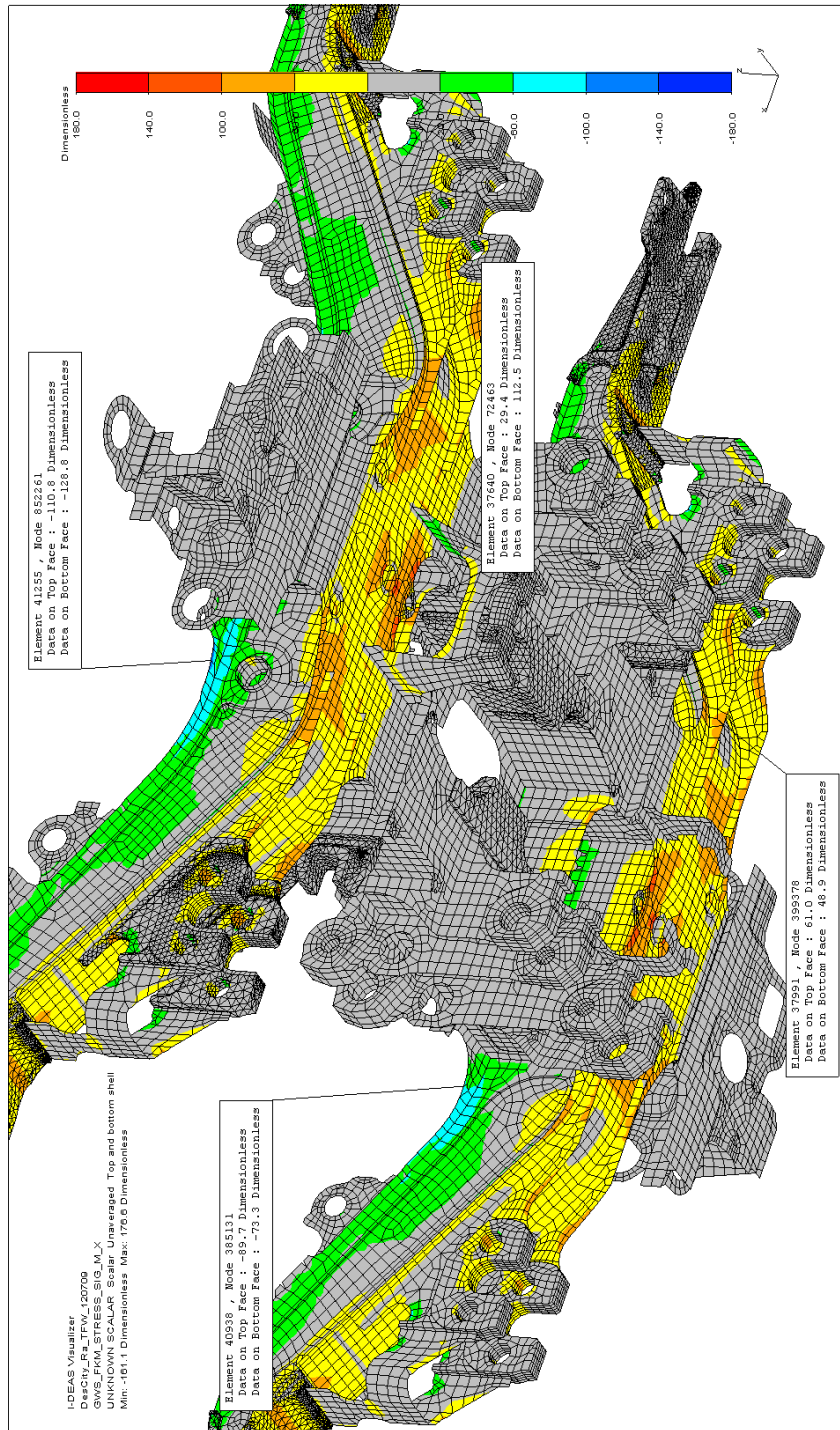 I-DEAS Visualizer
DesCity_Ra_TFW_120709
GWS_FKM_STRESS_SIG_M_X
UNKNOWN SCALAR Scalar Unaveraged Top and bottom shell
Min: -161.1 Dimensionless Max: 176.6 Dimensionless
Element 41255 , Node 852261
Data on Top Face : -110.8 Dimensionless
Data on Bottom Face : -128.8 Dimensionless
Element 40938 , Node 385131
Data on Top Face : -89.7 Dimensionless
Data on Bottom Face : -73.3 Dimensionless
Element 37640 , Node 72463
Data on Top Face : 29.4 Dimensionless
Data on Bottom Face : 112.5 Dimensionless
Element 37991 , Node 399378
Data on Top Face : 61.0 Dimensionless
Data on Bottom Face : 48.9 Dimensionless
Dimensionless
180.0
140.0
100.0
-60.0
-100.0
-140.0
-180.0
z
y
x